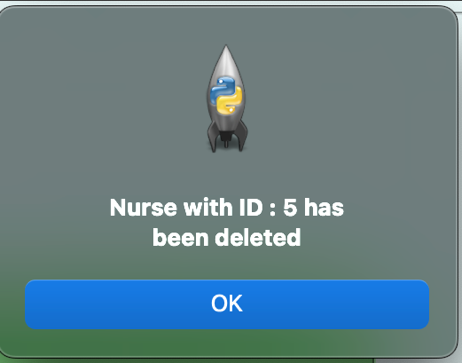 Nurse with ID : 5 has
been deleted
OK